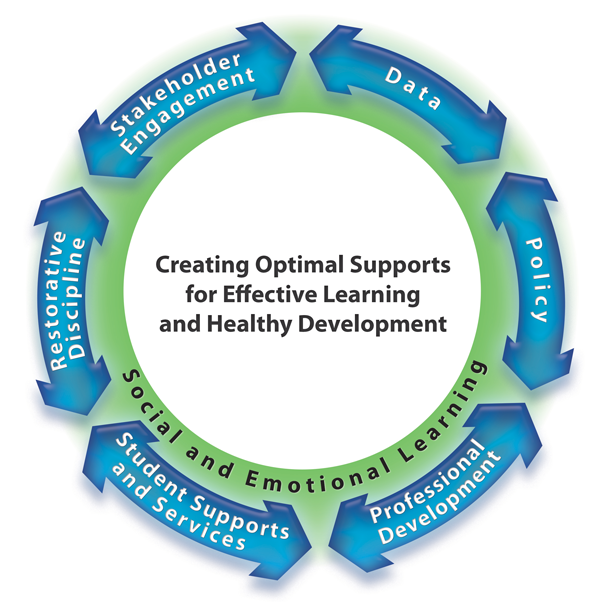 Stakeholder
Engagement
Data
Policy
Professional
Development
Student Supports
and Services
Restorative
Discipline
Creating Optimal Supports
for Effective Learning
and Healthy Development
Social and Emotional Learning